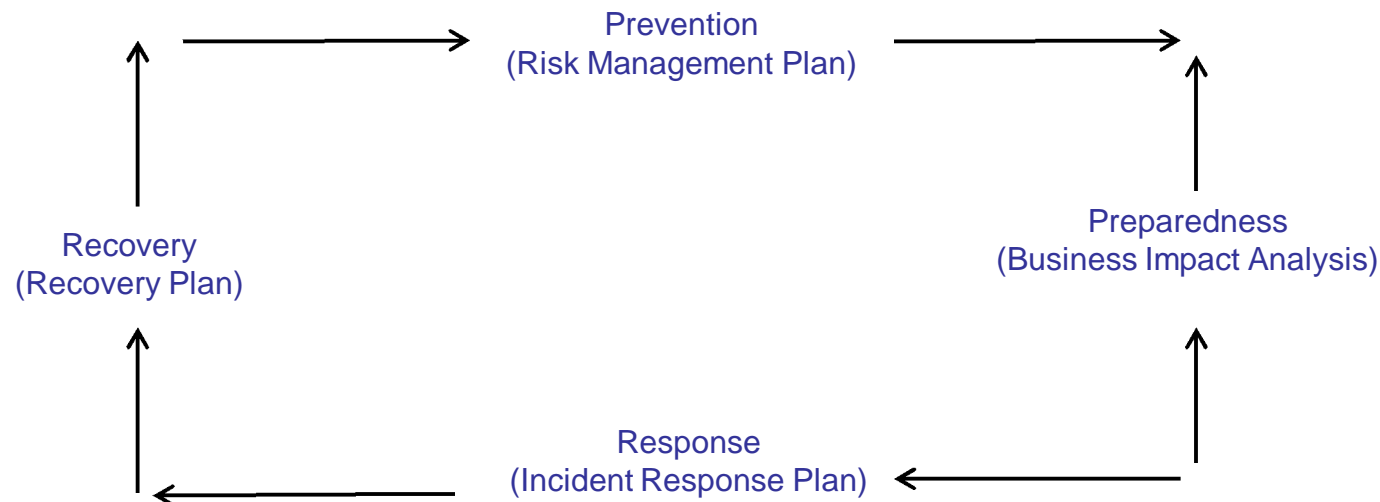 Prevention
(Risk Management Plan)
Preparedness
(Business Impact Analysis)
Recovery
(Recovery Plan)
Response
(Incident Response Plan)